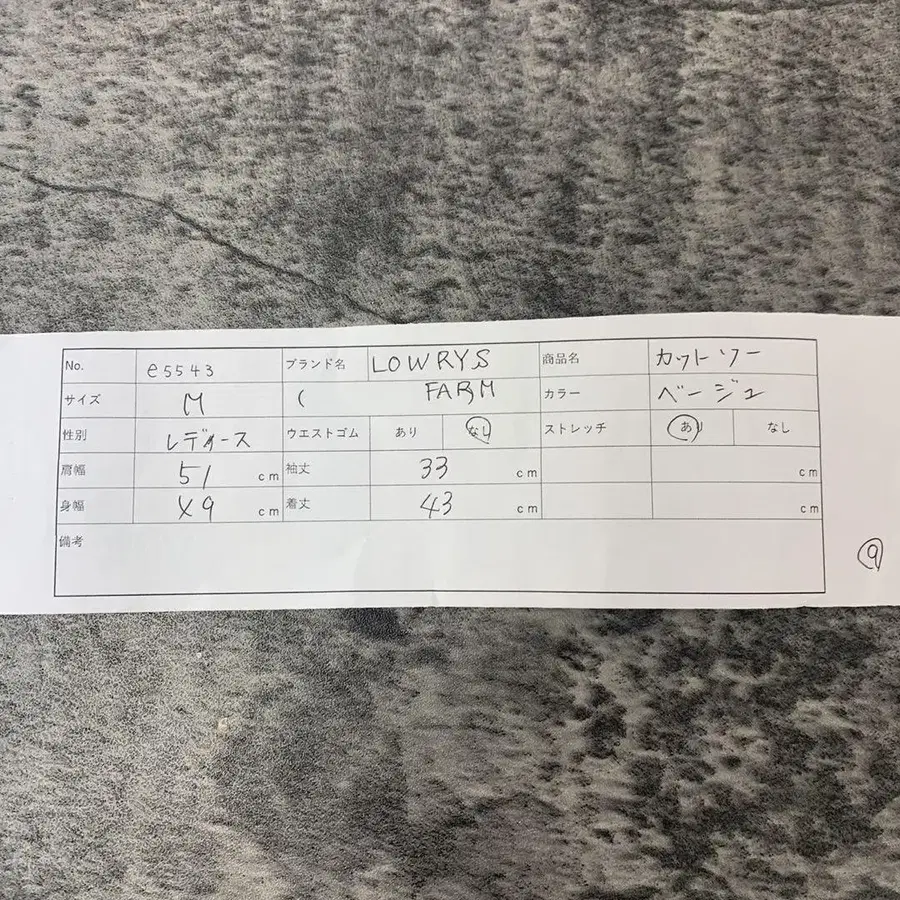 No. e5543 ブランド名 LOWRYS 商品名 カットソー
サイズ M ( FARM カラー ベージュ
性別 レディース ウエストゴム あり なし ストレッチ あり なし
肩幅 51 cm 袖丈 33 cm cm
身幅 49 cm 着丈 43 cm cm
備考
9